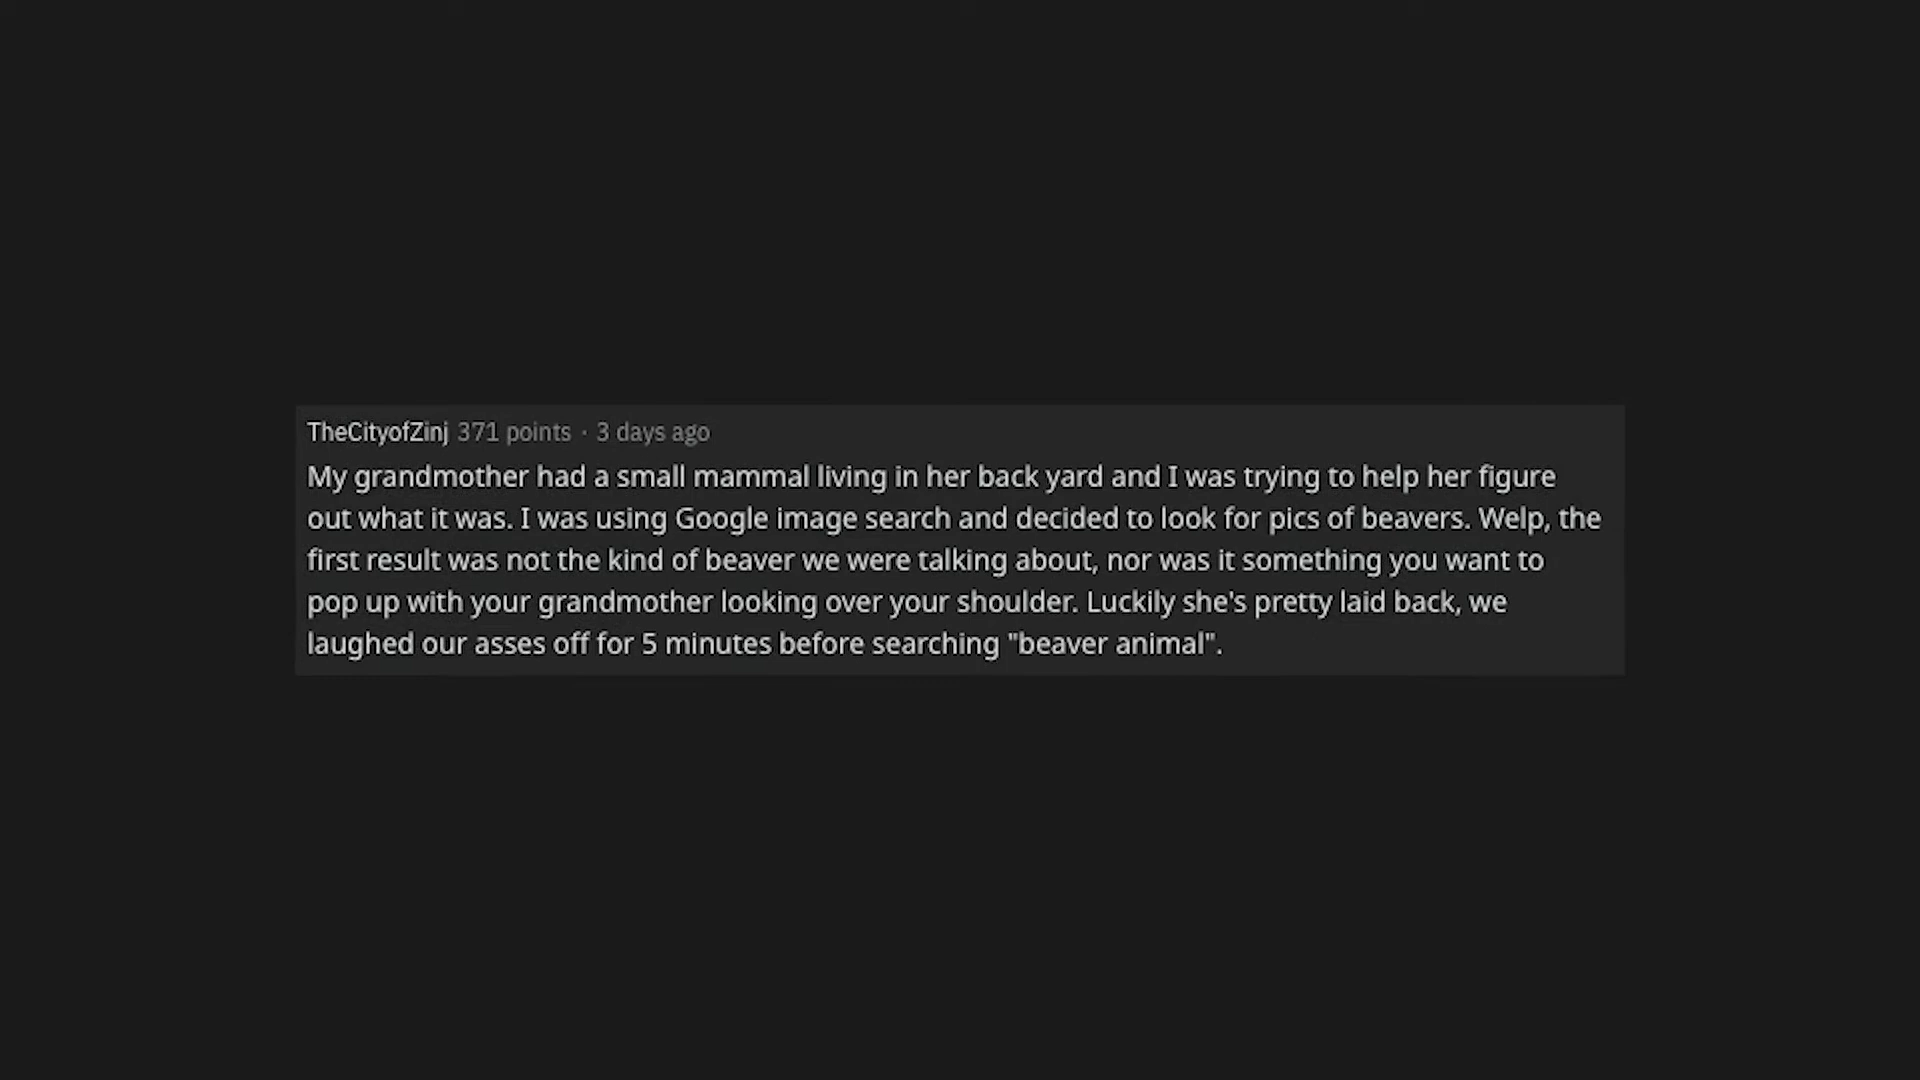 TheCityofZinj 371 points · 3 days ago
My grandmother had a small mammal living in her back yard and I was trying to help her figure
out what it was. I was using Google image search and decided to look for pics of beavers. Welp, the
first result was not the kind of beaver we were talking about, nor was it something you want to
pop up with your grandmother looking over your shoulder. Luckily she's pretty laid back, we
laughed our asses off for 5 minutes before searching "beaver animal".